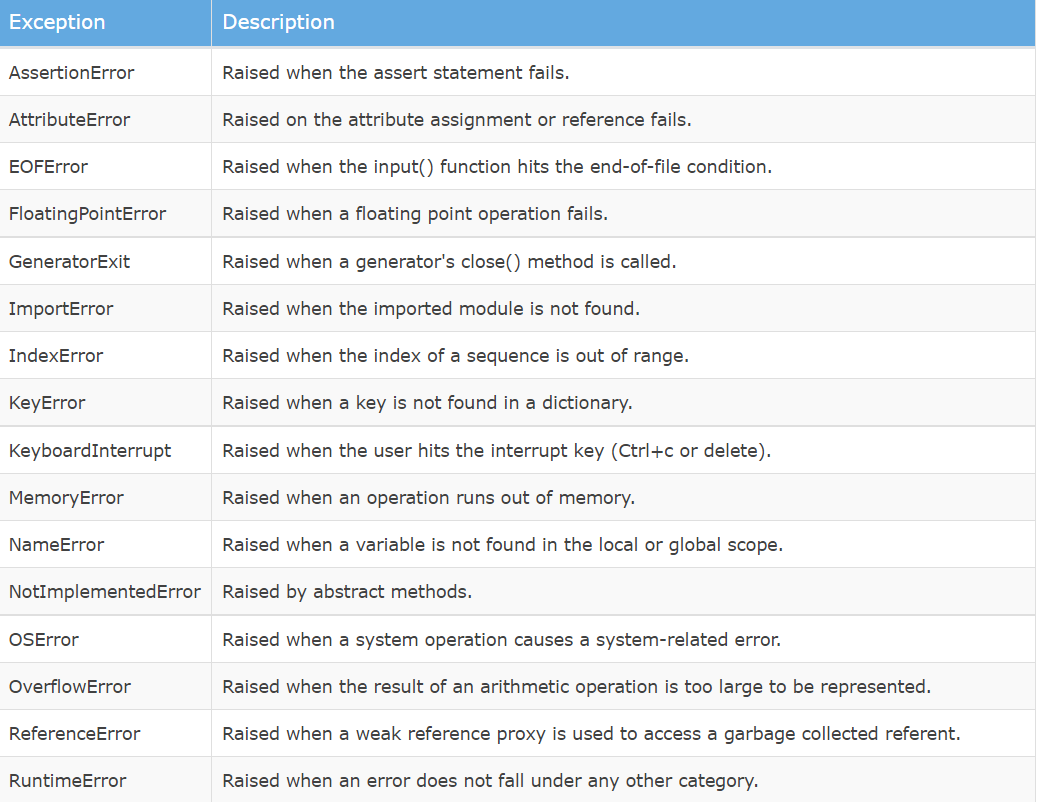 Exception Description
AssertionError Raised when the assert statement fails.
AttributeError Raised on the attribute assignment or reference fails.
EOFError Raised when the input() function hits the end-of-file condition.
FloatingPointError Raised when a floating point operation fails.
GeneratorExit Raised when a generator's close() method is called.
ImportError Raised when the imported module is not found.
IndexError Raised when the index of a sequence is out of range.
KeyError Raised when a key is not found in a dictionary.
KeyboardInterrupt Raised when the user hits the interrupt key (Ctrl+c or delete).
MemoryError Raised when an operation runs out of memory.
NameError Raised when a variable is not found in the local or global scope.
NotImplementedError Raised by abstract methods.
OSError Raised when a system operation causes a system-related error.
OverflowError Raised when the result of an arithmetic operation is too large to be represented.
ReferenceError Raised when a weak reference proxy is used to access a garbage collected referent.
RuntimeError Raised when an error does not fall under any other category.